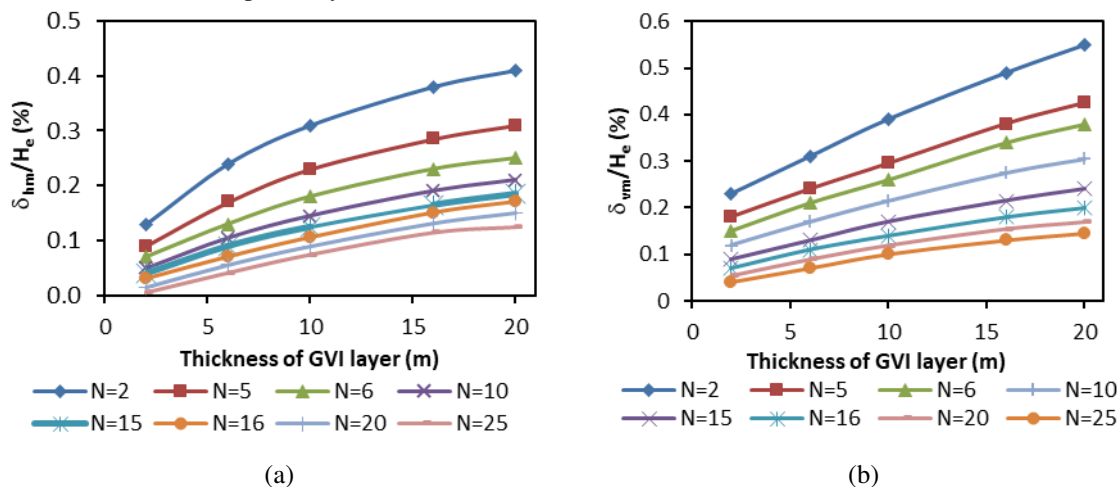 0.5
0.4
0.3
0.2
0.1
0.0
δhm/He (%)
0 5 10 15 20
Thickness of GVI layer (m)
N=2 N=5 N=6 N=10
N=15 N=16 N=20 N=25
(a)
0.6
0.5
0.4
0.3
0.2
0.1
0
δvm/He (%)
0 5 10 15 20
Thickness of GVI layer (m)
N=2 N=5 N=6 N=10
N=15 N=16 N=20 N=25
(b)